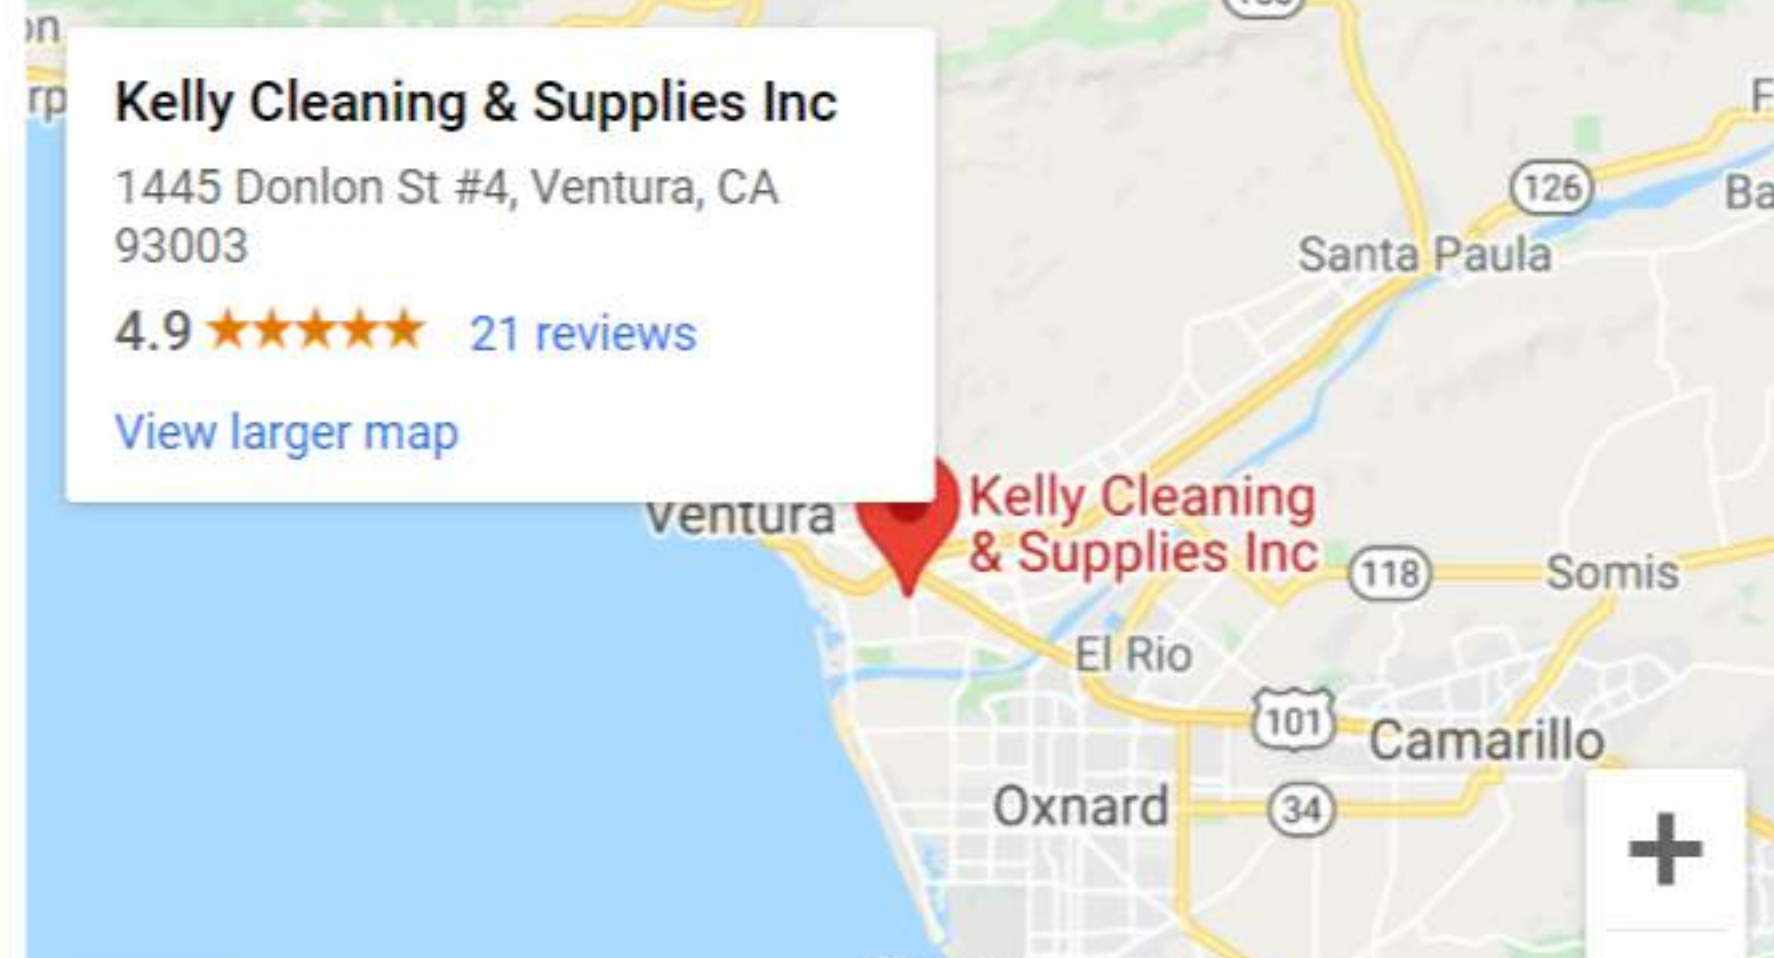 Kelly Cleaning & Supplies Inc
1445 Donlon St #4, Ventura, CA
93003
4.9 21 reviews
View larger map
126
Santa Paula
Ventura
Kelly Cleaning
& Supplies Inc
118
Somis
El Rio
101
Camarillo
Oxnard
34
+